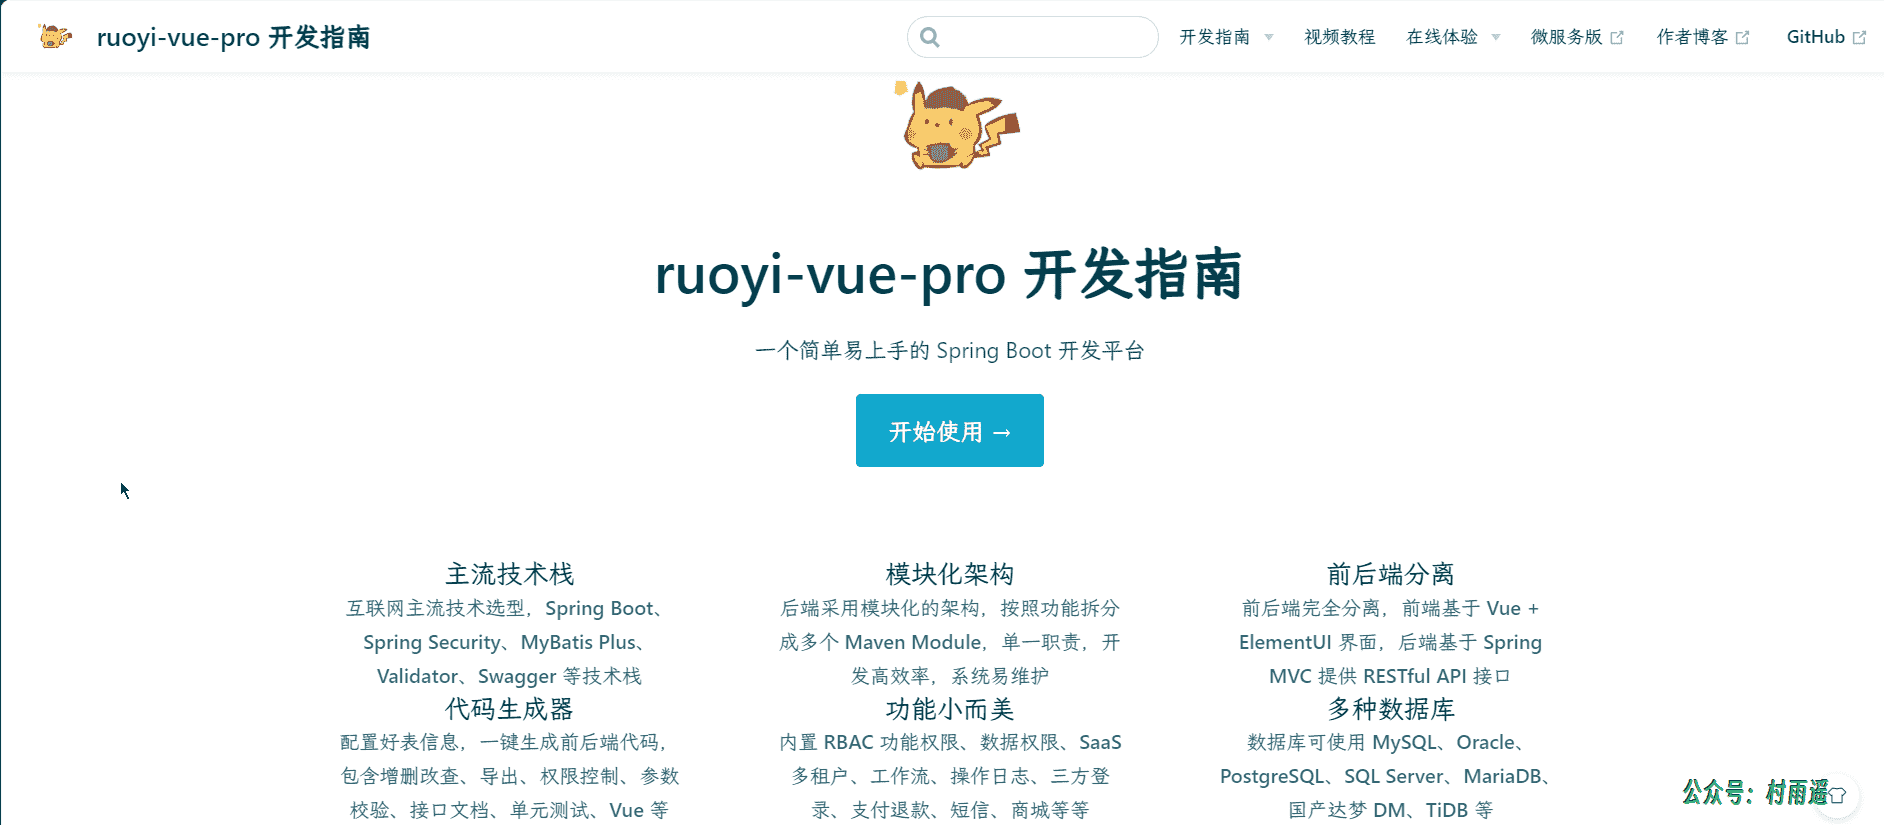 ruoyi-vue-pro 开发指南
开发指南 视频教程 在线体验 微服务版 作者博客 GitHub
ruoyi-vue-pro 开发指南
一个简单易上手的 Spring Boot 开发平台
开始使用 →
主流技术栈
互联网主流技术选型，Spring Boot、
Spring Security、MyBatis Plus、
Validator、Swagger 等技术栈
模块化架构
后端采用模块化的架构，按照功能拆分
成多个 Maven Module，单一职责，开
发高效率，系统易维护
前后端分离
前后端完全分离，前端基于 Vue +
ElementUI 界面，后端基于 Spring
MVC 提供 RESTful API 接口
代码生成器
配置好表信息，一键生成前后端代码，
包含增删改查、导出、权限控制、参数
校验、接口文档、单元测试、Vue 等
功能小而美
内置 RBAC 功能权限、数据权限、SaaS
多租户、工作流、操作日志、三方登
录、支付退款、短信、商城等等
多种数据库
数据库可使用 MySQL、Oracle、
PostgreSQL、SQL Server、MariaDB、
国产达梦 DM、TiDB 等
公众号：村雨遥